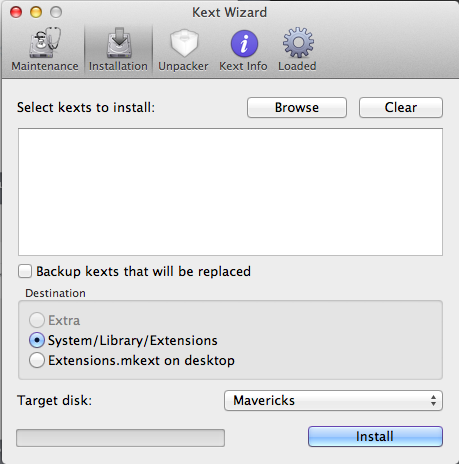 Kext Wizard
Maintenance Installation Unpacker Kext Info Loaded
Select kexts to install: Browse Clear
Backup kexts that will be replaced
Destination
Extra
System/Library/Extensions
Extensions.mkext on desktop
Target disk: Mavericks
Install